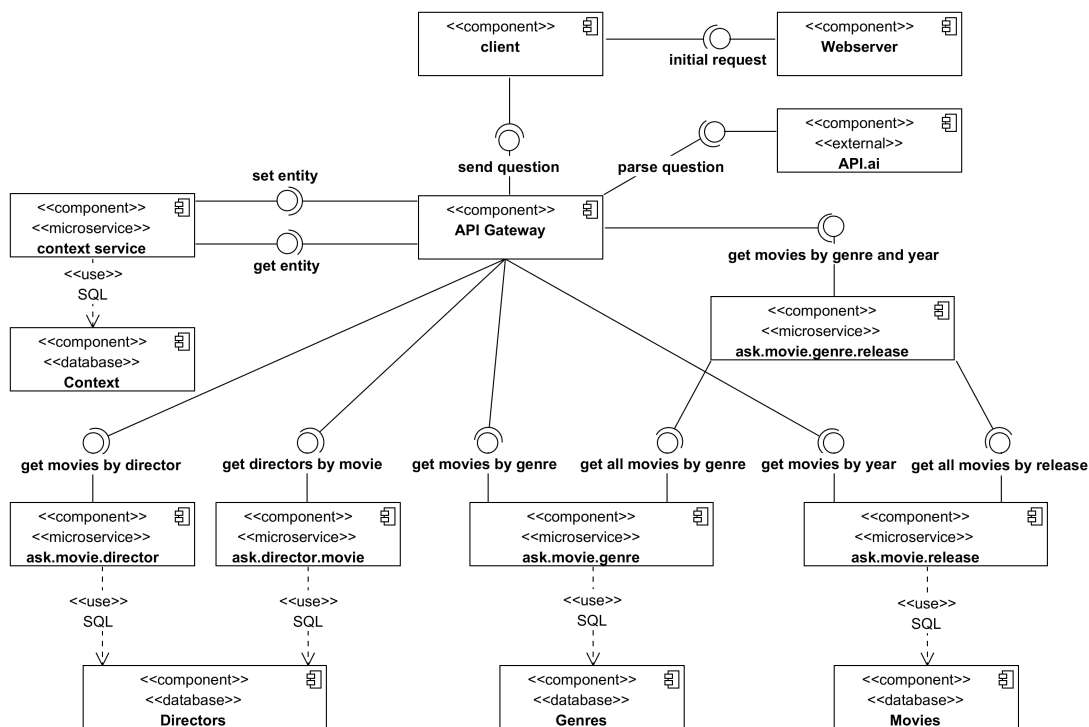 <<component>>
client
<<component>>
Webserver
initial request
<<component>>
<<external>>
API.ai
send question
parse question
set entity
<<component>>
<<microservice>>
context service
<<component>>
API Gateway
get entity
get movies by genre and year
<<use>>
SQL
<<component>>
<<microservice>>
ask.movie.genre.release
<<component>>
<<database>>
Context
get movies by director
get directors by movie
get movies by genre
get all movies by genre
get movies by year
get all movies by release
<<component>>
<<microservice>>
ask.movie.director
<<component>>
<<microservice>>
ask.director.movie
<<component>>
<<microservice>>
ask.movie.genre
<<component>>
<<microservice>>
ask.movie.release
<<use>>
SQL
<<use>>
SQL
<<use>>
SQL
<<use>>
SQL
<<component>>
<<database>>
Directors
<<component>>
<<database>>
Genres
<<component>>
<<database>>
Movies